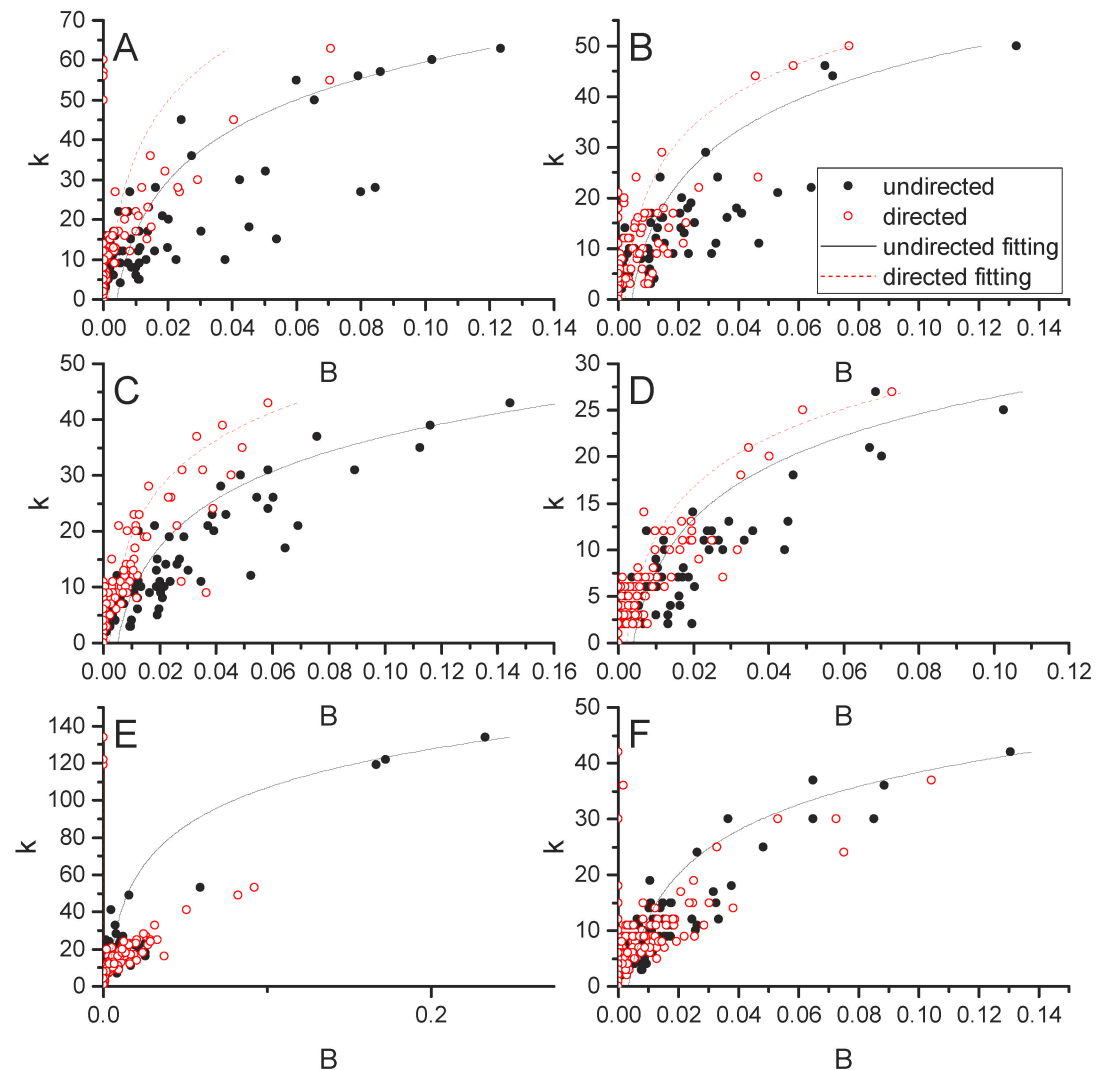 A
70
60
50
40
30
20
10
0
k
0.00 0.02 0.04 0.06 0.08 0.10 0.12 0.14
B
B
50
40
30
20
10
0
k
undirected
directed
undirected fitting
directed fitting
0.00 0.02 0.04 0.06 0.08 0.10 0.12 0.14
B
C
50
40
30
20
10
0
k
0.00 0.02 0.04 0.06 0.08 0.10 0.12 0.14 0.16
B
D
30
25
20
15
10
5
0
k
0.00 0.02 0.04 0.06 0.08 0.10 0.12
B
E
140
120
100
80
60
40
20
0
k
0.0 0.2
B
F
50
40
30
20
10
0
k
0.00 0.02 0.04 0.06 0.08 0.10 0.12 0.14
B